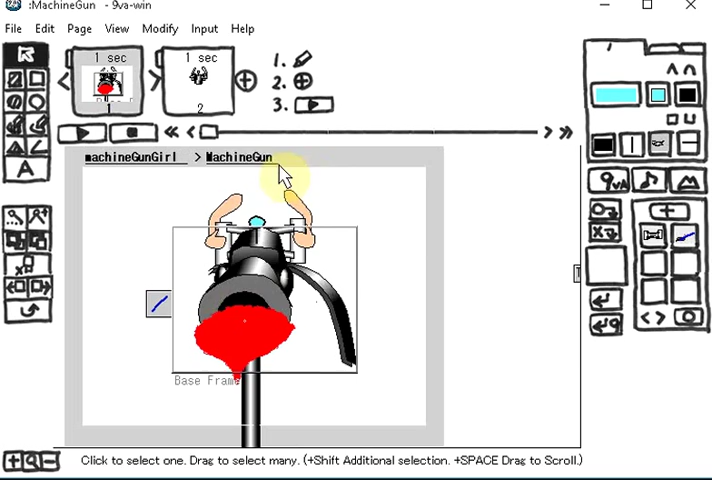 :MachineGun - 9va-win
File Edit Page View Modify Input Help
1 sec
1
1 sec
2
1.
2.
3.
machineGunGirl > MachineGun
A
9vA
Base Frame
Click to select one. Drag to select many. (+Shift Additional selection. +SPACE Drag to Scroll.)